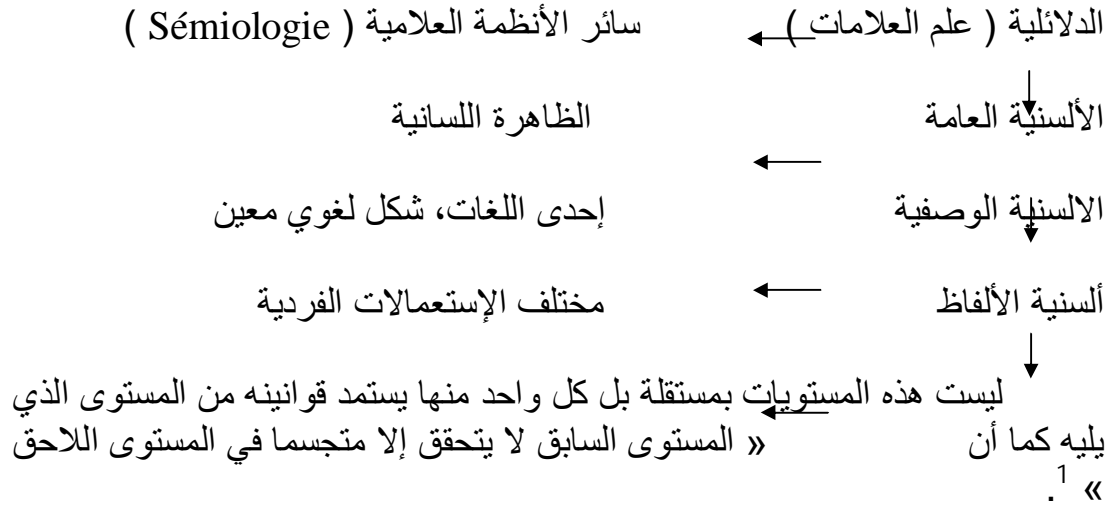 الدلائلية ( علم العلامات ) سائر الأنظمة العلامية ( Sémiologie )
الألسنية العامة الظاهرة اللسانية
الالسنية الوصفية إحدى اللغات، شكل لغوي معين
ألسنية الألفاظ مختلف الإستعمالات الفردية
ليست هذه المستويات بمستقلة بل كل واحد منها يستمد قوانينه من المستوى الذي
يليه كما أن « المستوى السابق لا يتحقق إلا متجسما في المستوى اللاحق
» 1.